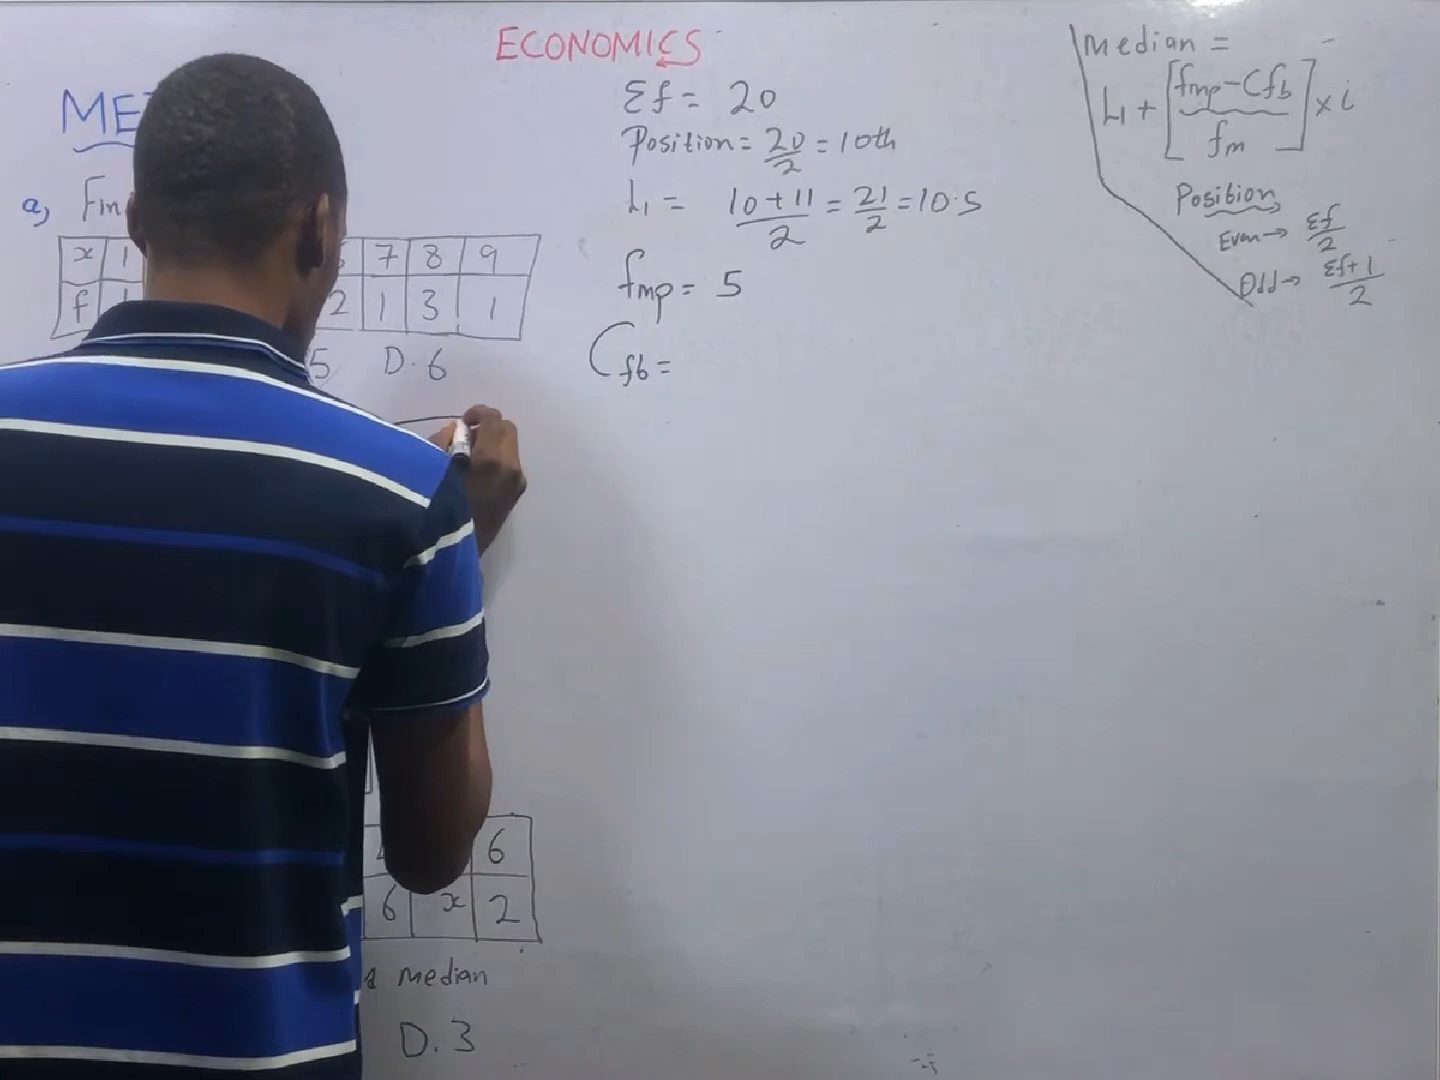 ECONOMICS
Σf = 20
Position = 20/2 = 10th
L₁ = (10+11)/2 = 21/2 = 10.5
fmp = 5
Cfb =
Median =
L₁ + [(fmp - Cfb)/fm] × i
Position
Even → Σf/2
Odd → (Σf+1)/2
a,
x 1 7 8 9
f 2 1 3 1
5 D. 6
6
6 x 2
median
D. 3